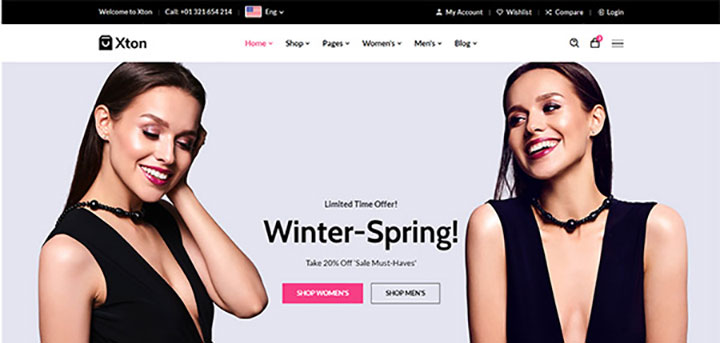 Welcome to Xton | Call: +01 321 654 214 | Eng
My Account | Wishlist | Compare | Login
Xton
Home Shop Pages Women's Men's Blog
Limited Time Offer!
Winter-Spring!
Take 20% Off 'Sale Must-Haves'
SHOP WOMEN'S
SHOP MEN'S